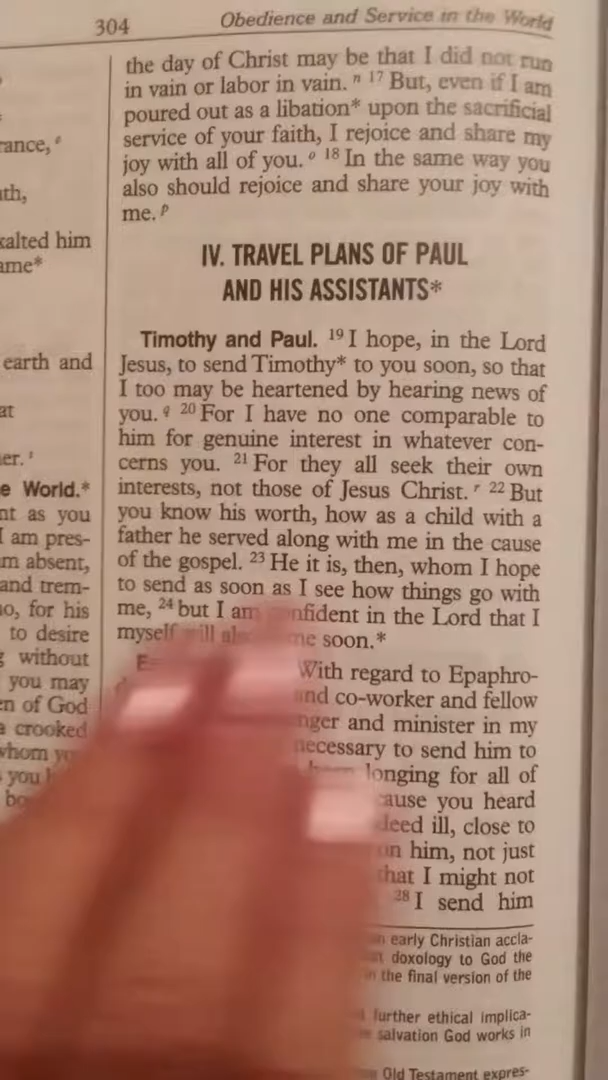 304
Obedience and Service in the World
rance, e
ath,
xalted him
ame*
earth and
at
her. i
e World.*
nt as you
I am pres-
m absent,
and trem-
o, for his
to desire
g without
you may
en of God
a crooked
whom
you
the day of Christ may be that I did not run
in vain or labor in vain. n 17 But, even if I am
poured out as a libation* upon the sacrificial
service of your faith, I rejoice and share my
joy with all of you. o 18 In the same way you
also should rejoice and share your joy with
me. p
IV. TRAVEL PLANS OF PAUL
AND HIS ASSISTANTS*
Timothy and Paul. 19 I hope, in the Lord
Jesus, to send Timothy* to you soon, so that
I too may be heartened by hearing news of
you. q 20 For I have no one comparable to
him for genuine interest in whatever con-
cerns you. 21 For they all seek their own
interests, not those of Jesus Christ. r 22 But
you know his worth, how as a child with a
father he served along with me in the cause
of the gospel. 23 He it is, then, whom I hope
to send as soon as I see how things go with
me, 24 but I am confident in the Lord that I
myself will also soon.*
With regard to Epaphro-
and co-worker and fellow
nger and minister in my
necessary to send him to
longing for all of
cause you heard
deed ill, close to
on him, not just
that I might not
28 I send him
n early Christian accla-
doxology to God the
in the final version of the
further ethical implica-
salvation God works in
Old Testament expres-